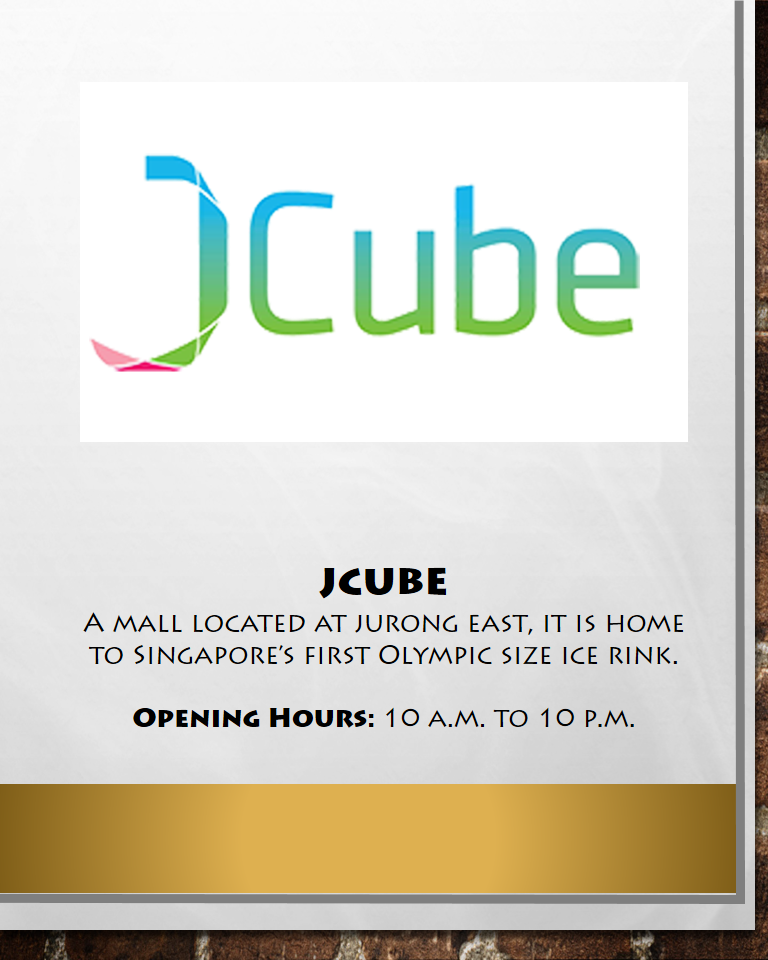 JCube
JCUBE
A MALL LOCATED AT JURONG EAST, IT IS HOME
TO SINGAPORE'S FIRST OLYMPIC SIZE ICE RINK.
OPENING HOURS: 10 A.M. TO 10 P.M.